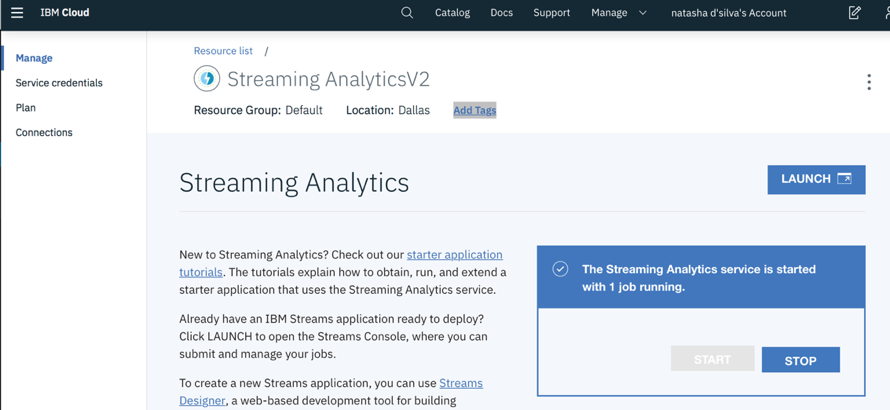 IBM Cloud
Catalog
Docs
Support
Manage
natasha d'silva's Account
Manage
Service credentials
Plan
Connections
Resource list /
Streaming AnalyticsV2
Resource Group: Default
Location: Dallas
Add Tags
Streaming Analytics
LAUNCH
New to Streaming Analytics? Check out our starter application
tutorials. The tutorials explain how to obtain, run, and extend a
starter application that uses the Streaming Analytics service.
Already have an IBM Streams application ready to deploy?
Click LAUNCH to open the Streams Console, where you can
submit and manage your jobs.
To create a new Streams application, you can use Streams
Designer, a web-based development tool for building
The Streaming Analytics service is started
with 1 job running.
START
STOP